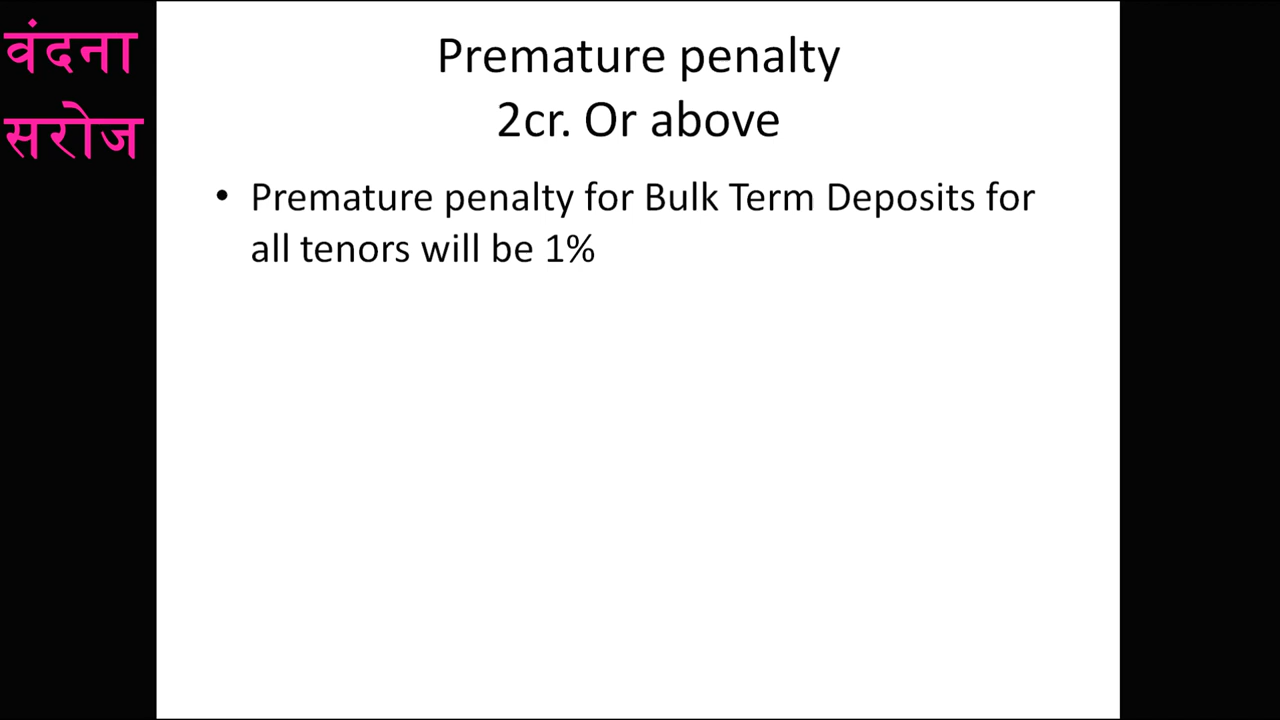 वंदना
सरोज
Premature penalty
2cr. Or above
• Premature penalty for Bulk Term Deposits for
all tenors will be 1%